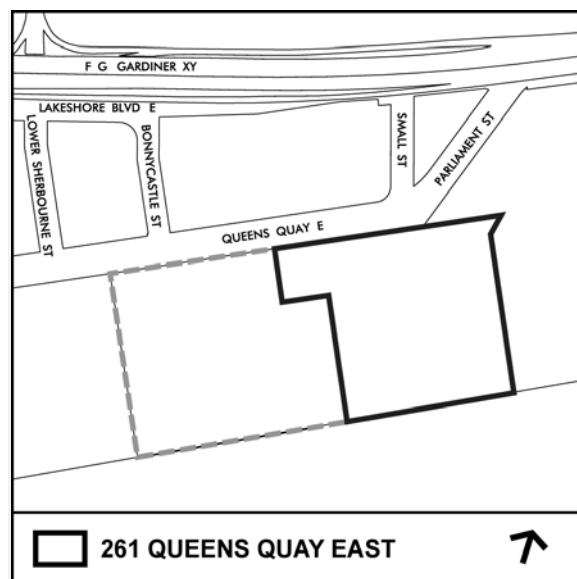 F G GARDINER XY
LAKESHORE BLVD E
LOWER SHERBOURNE ST
BONNYCASTLE ST
SMALL ST
PARLIAMENT ST
QUEENS QUAY E
261 QUEENS QUAY EAST